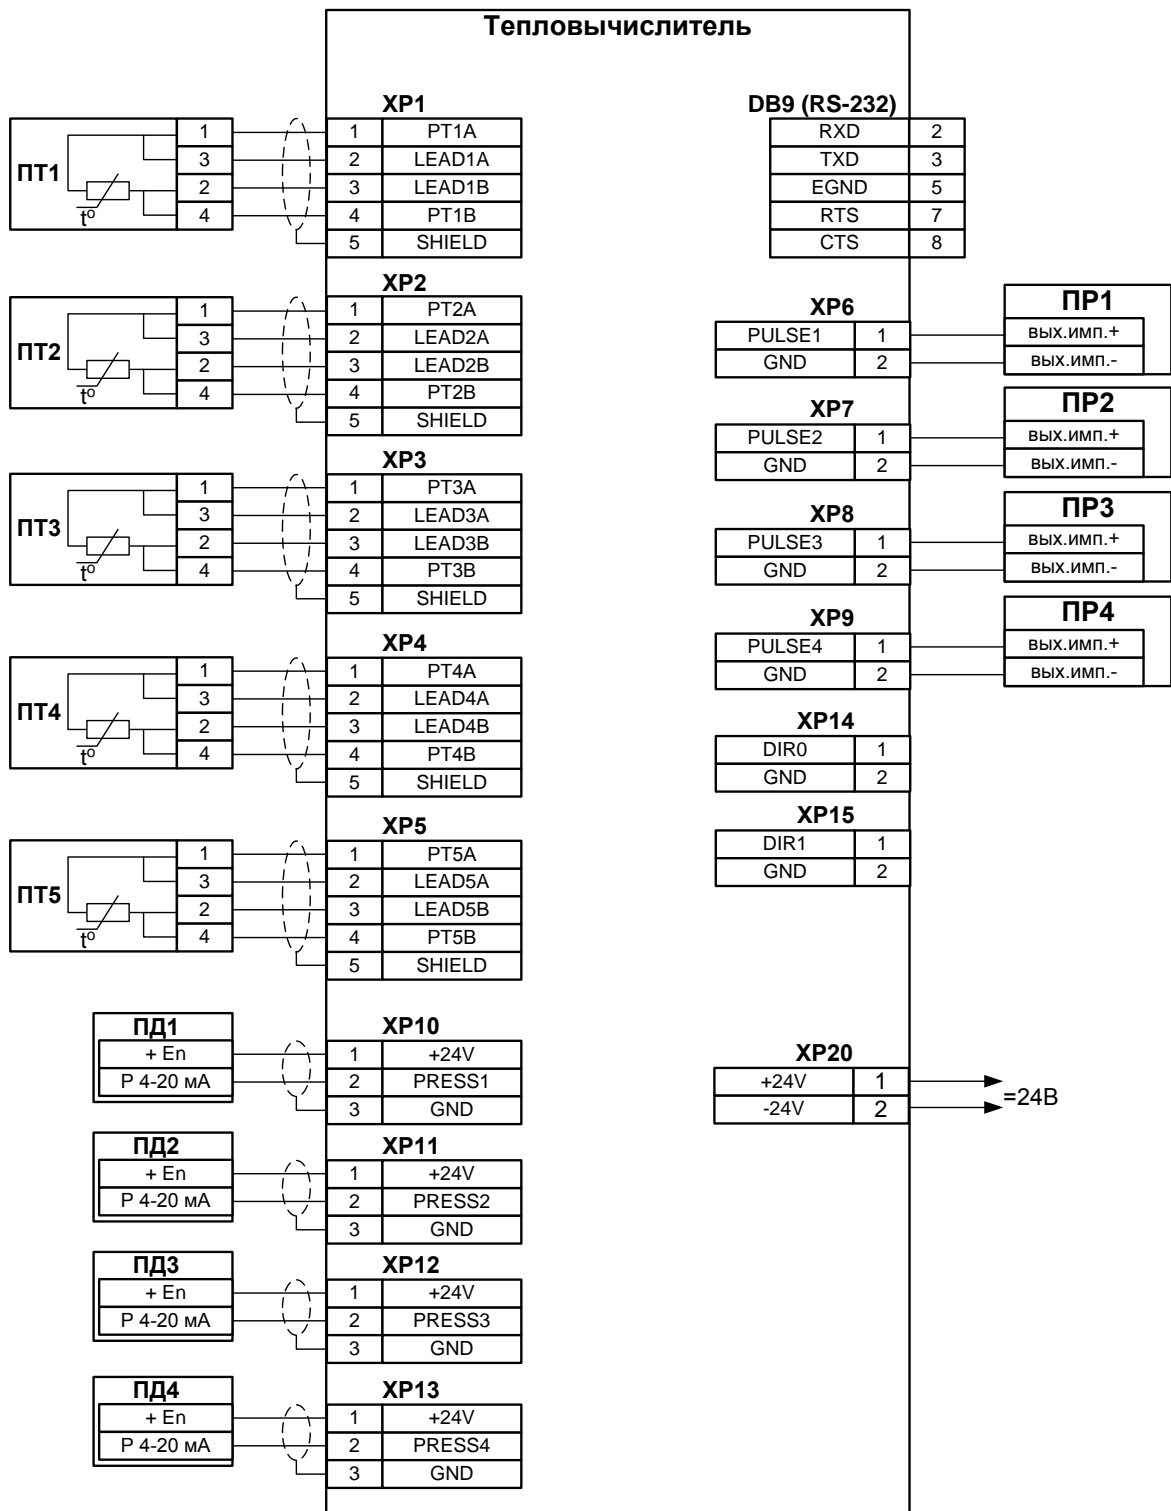 Тепловычислитель
XP1
ПТ1
1
3
2
4
tº
1 PT1A
2 LEAD1A
3 LEAD1B
4 PT1B
5 SHIELD
XP2
ПТ2
1
3
2
4
tº
1 PT2A
2 LEAD2A
3 LEAD2B
4 PT2B
5 SHIELD
XP3
ПТ3
1
3
2
4
tº
1 PT3A
2 LEAD3A
3 LEAD3B
4 PT3B
5 SHIELD
XP4
ПТ4
1
3
2
4
tº
1 PT4A
2 LEAD4A
3 LEAD4B
4 PT4B
5 SHIELD
XP5
ПТ5
1
3
2
4
tº
1 PT5A
2 LEAD5A
3 LEAD5B
4 PT5B
5 SHIELD
ПД1
+ En
P 4-20 мА
XP10
1 +24V
2 PRESS1
3 GND
ПД2
+ En
P 4-20 мА
XP11
1 +24V
2 PRESS2
3 GND
ПД3
+ En
P 4-20 мА
XP12
1 +24V
2 PRESS3
3 GND
ПД4
+ En
P 4-20 мА
XP13
1 +24V
2 PRESS4
3 GND
DB9 (RS-232)
RXD 2
TXD 3
EGND 5
RTS 7
CTS 8
XP6
PULSE1 1
GND 2
ПР1
вых.имп.+
вых.имп.-
XP7
PULSE2 1
GND 2
ПР2
вых.имп.+
вых.имп.-
XP8
PULSE3 1
GND 2
ПР3
вых.имп.+
вых.имп.-
XP9
PULSE4 1
GND 2
ПР4
вых.имп.+
вых.имп.-
XP14
DIR0 1
GND 2
XP15
DIR1 1
GND 2
XP20
+24V 1
-24V 2
=24В